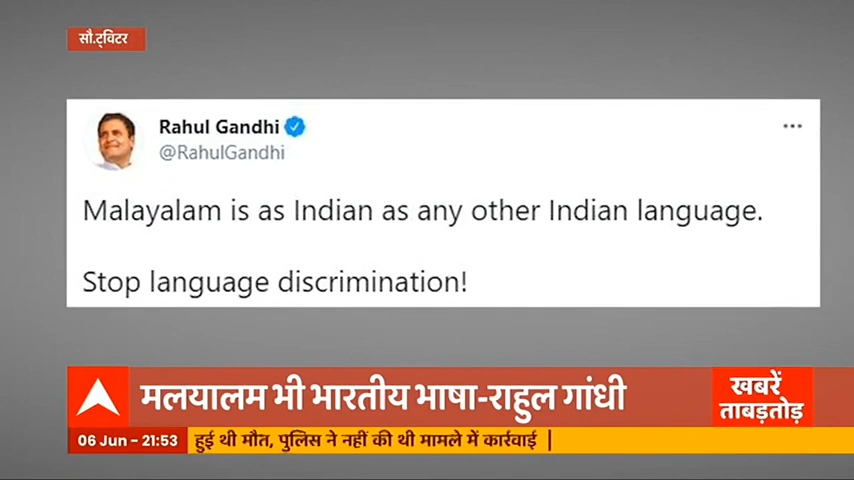 सौ.ट्विटर
Rahul Gandhi
@RahulGandhi
Malayalam is as Indian as any other Indian language.
Stop language discrimination!
मलयालम भी भारतीय भाषा-राहुल गांधी
खबरें
ताबड़तोड़
06 Jun - 21:53
हुई थी मौत, पुलिस ने नहीं की थी मामले में कार्रवाई |